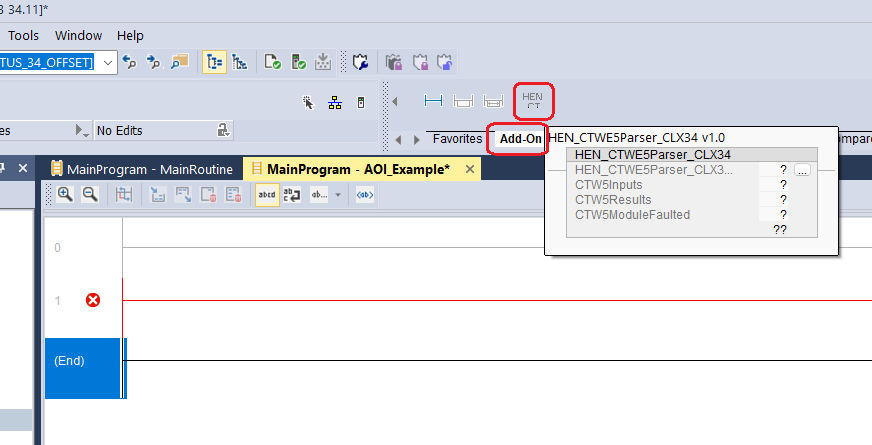 3 34.11]*
Tools Window Help
TUS_34_OFFSET]
HEN
CT
es No Edits
Favorites Add-On
HEN_CTWE5Parser_CLX34 v1.0
HEN_CTWE5Parser_CLX34
HEN_CTWE5Parser_CLX3... ? ...
CTW5Inputs ?
CTW5Results ?
CTW5ModuleFaulted ?
??
MainProgram - MainRoutine
MainProgram - AOI_Example*
abcd
ab
c
ab...
<ab>
0
1
(End)